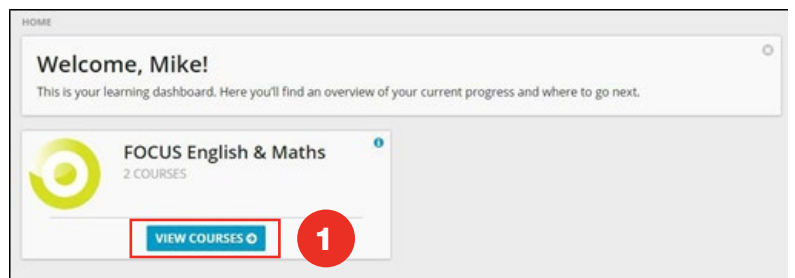 HOME
Welcome, Mike!
This is your learning dashboard. Here you'll find an overview of your current progress and where to go next.
FOCUS English & Maths
2 COURSES
VIEW COURSES
1